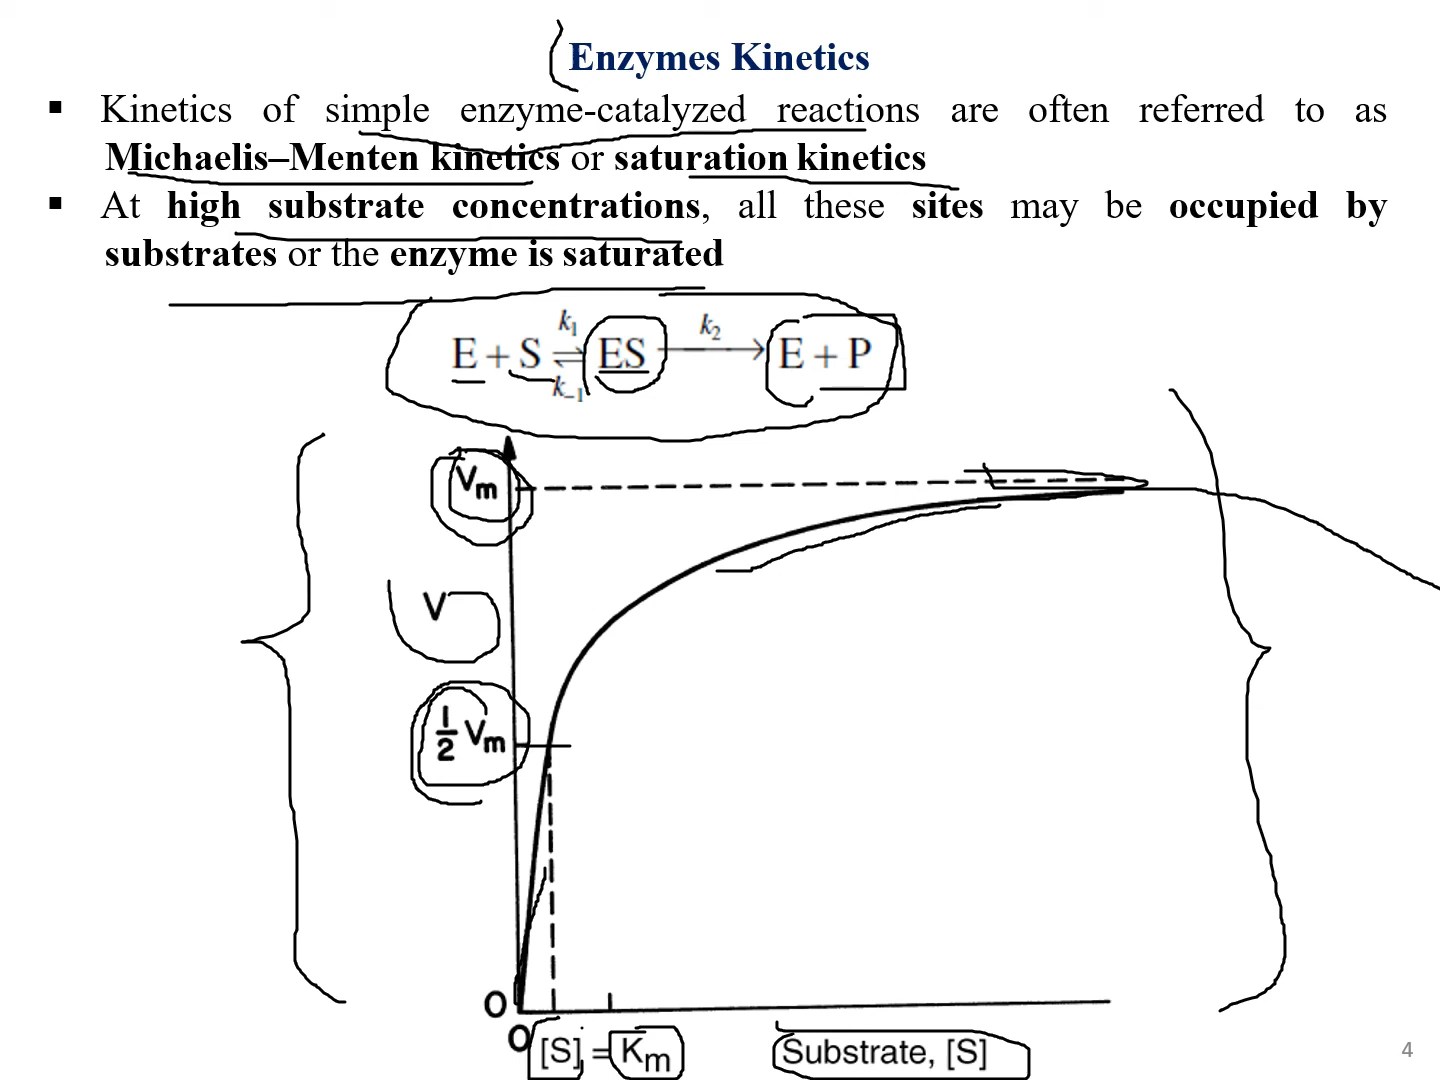 Enzymes Kinetics
▪ Kinetics of simple enzyme-catalyzed reactions are often referred to as
Michaelis–Menten kinetics or saturation kinetics
▪ At high substrate concentrations, all these sites may be occupied by
substrates or the enzyme is saturated
k1 k2
E + S ⇌ ES → E + P
k–1
Vm
V
1/2 Vm
0
0
[S] = Km
Substrate, [S]
4